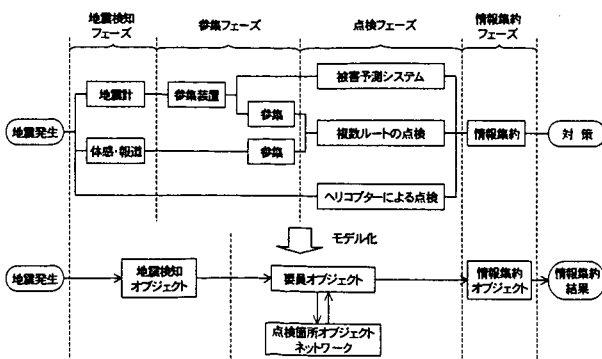 地震検知
フェーズ
参集フェーズ
点検フェーズ
情報集約
フェーズ
地震計
参集装置
被害予測システム
参集
地震発生
複数ルートの点検
情報集約
対策
体感・報道
参集
ヘリコプターによる点検
モデル化
地震発生
地震検知
オブジェクト
要員オブジェクト
情報集約
オブジェクト
情報集約
結果
点検箇所オブジェクト
ネットワーク